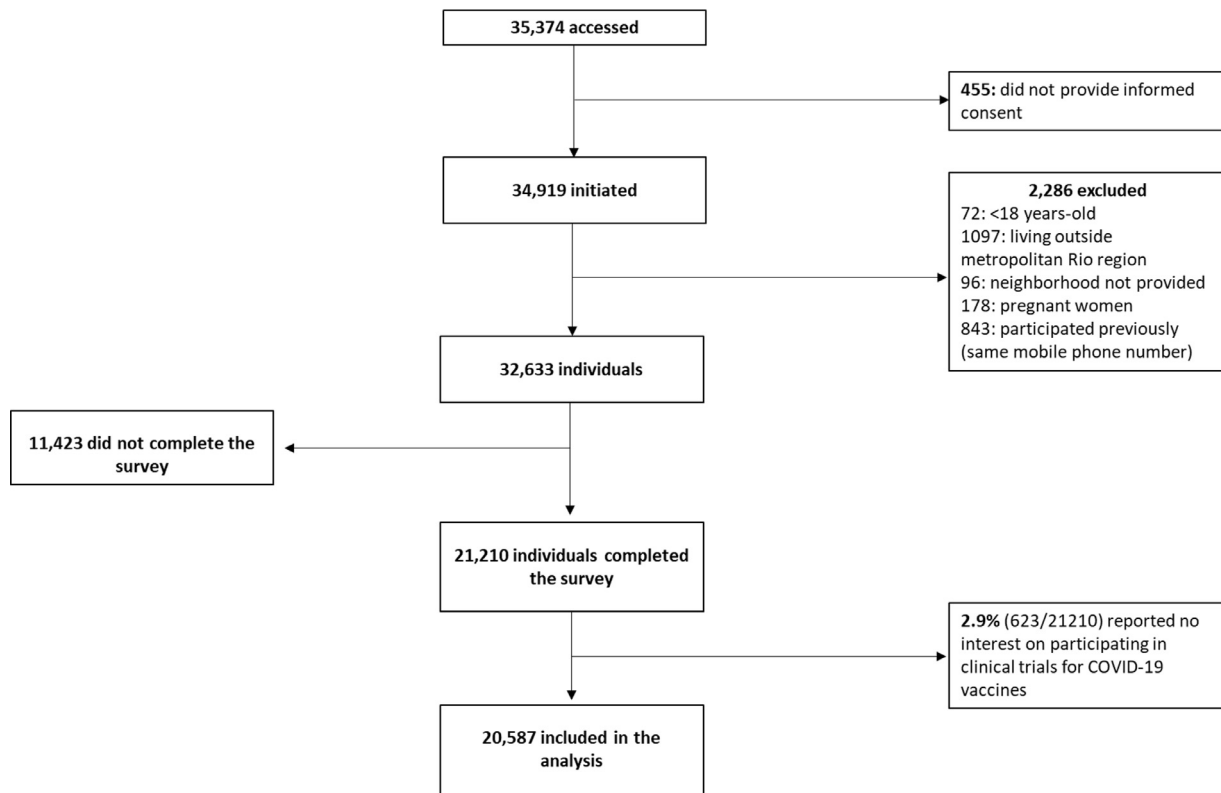 35,374 accessed
455: did not provide informed
consent
34,919 initiated
2,286 excluded
72: <18 years-old
1097: living outside
metropolitan Rio region
96: neighborhood not provided
178: pregnant women
843: participated previously
(same mobile phone number)
32,633 individuals
11,423 did not complete the
survey
21,210 individuals completed
the survey
2.9% (623/21210) reported no
interest on participating in
clinical trials for COVID-19
vaccines
20,587 included in the
analysis